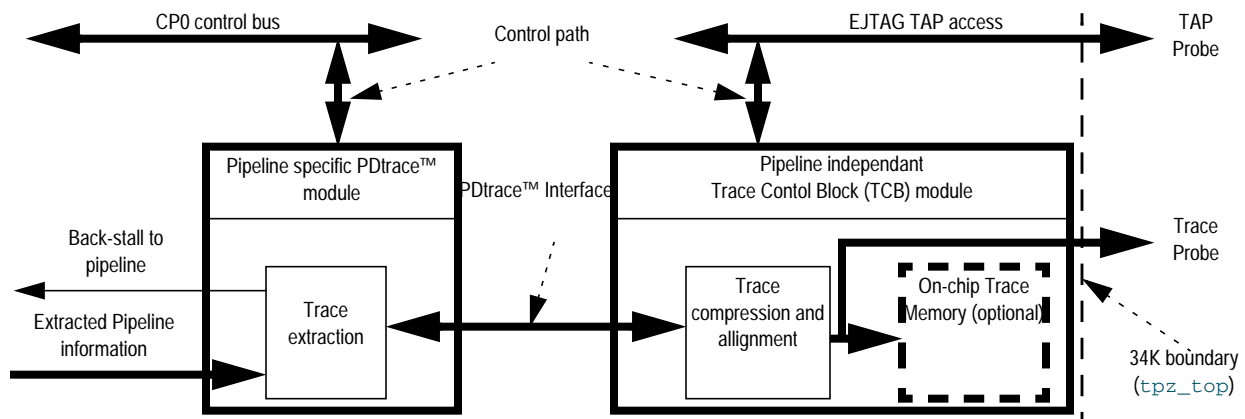 CP0 control bus
Control path
EJTAG TAP access
TAP
Probe
Pipeline specific PDtrace™
module
PDtrace™ Interface
Pipeline independant
Trace Contol Block (TCB) module
Back-stall to
pipeline
Trace
Probe
Trace
extraction
Trace
compression and
allignment
On-chip Trace
Memory (optional)
Extracted Pipeline
information
34K boundary
(tpz_top)